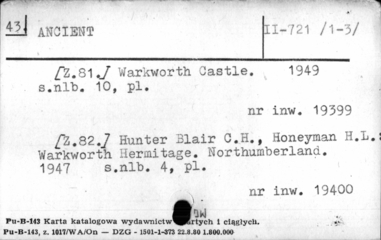 43.
ANCIENT
II-721 /1-3/
[Z.81.] Warkworth Castle. 1949
s.nlb. 10, pl.
nr inw. 19399
[Z.82.] Hunter Blair C.H., Honeyman H.L.:
Warkworth Hermitage. Northumberland.
1947 s.nlb. 4, pl.
nr inw. 19400
Pu-B-143 Karta katalogowa wydawnictw zwartych i ciągłych.
Pu-B-143, z. 1017/WA/On — DZG - 1501-1-373 22.8.80 1.800.000